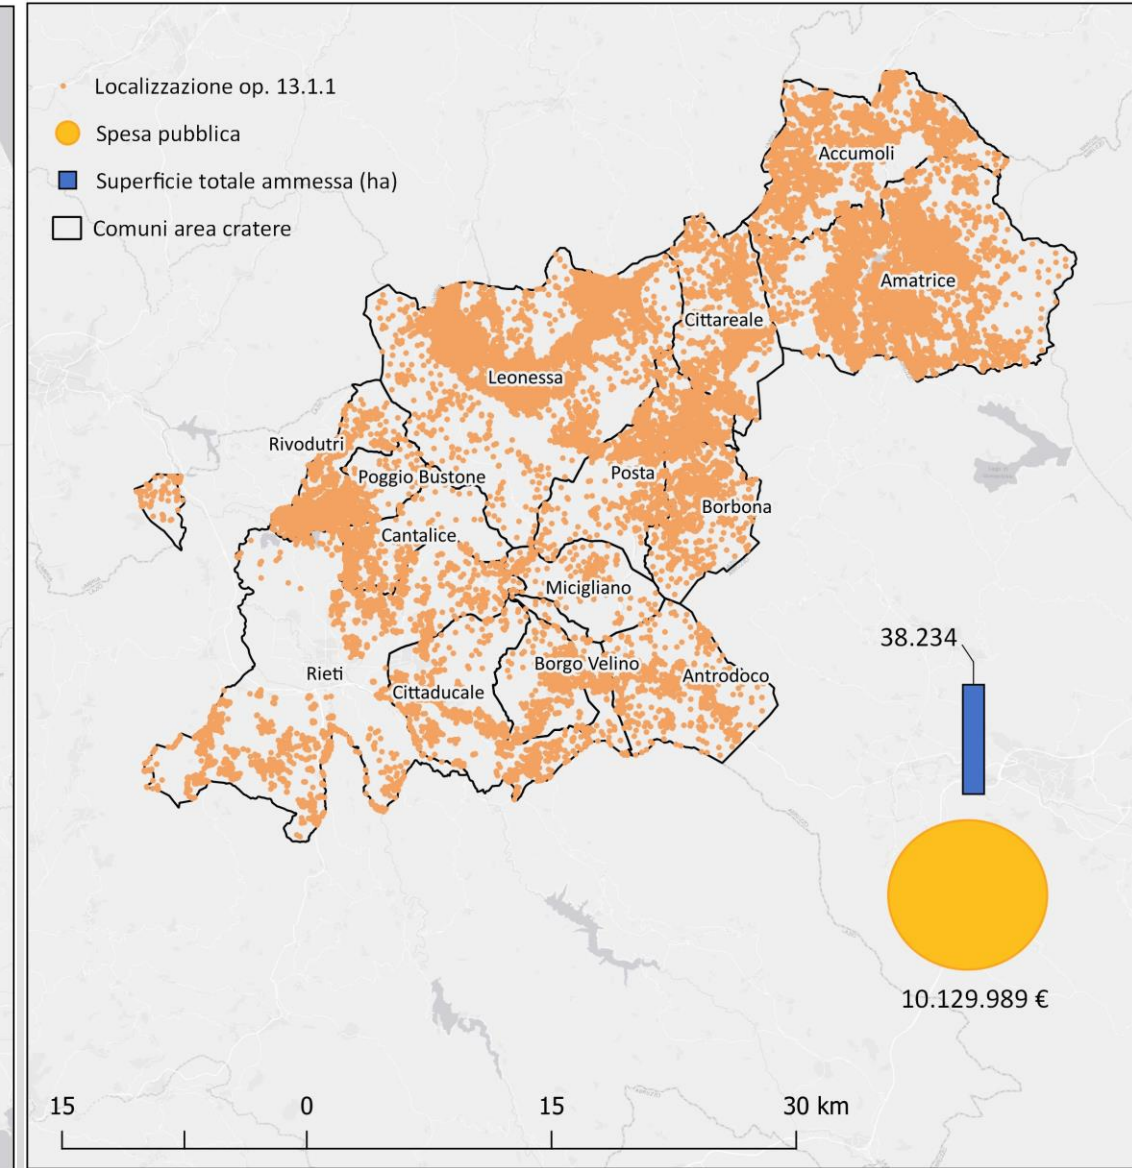 Localizzazione op. 13.1.1
Spesa pubblica
Superficie totale ammessa (ha)
Comuni area cratere
Accumoli
Amatrice
Cittareale
Leonessa
Rivodutri
Poggio Bustone
Posta
Borbona
Cantalice
Micigliano
Rieti
Cittaducale
Borgo Velino
Antrodoco
38.234
10.129.989 €
15 0 15 30 km